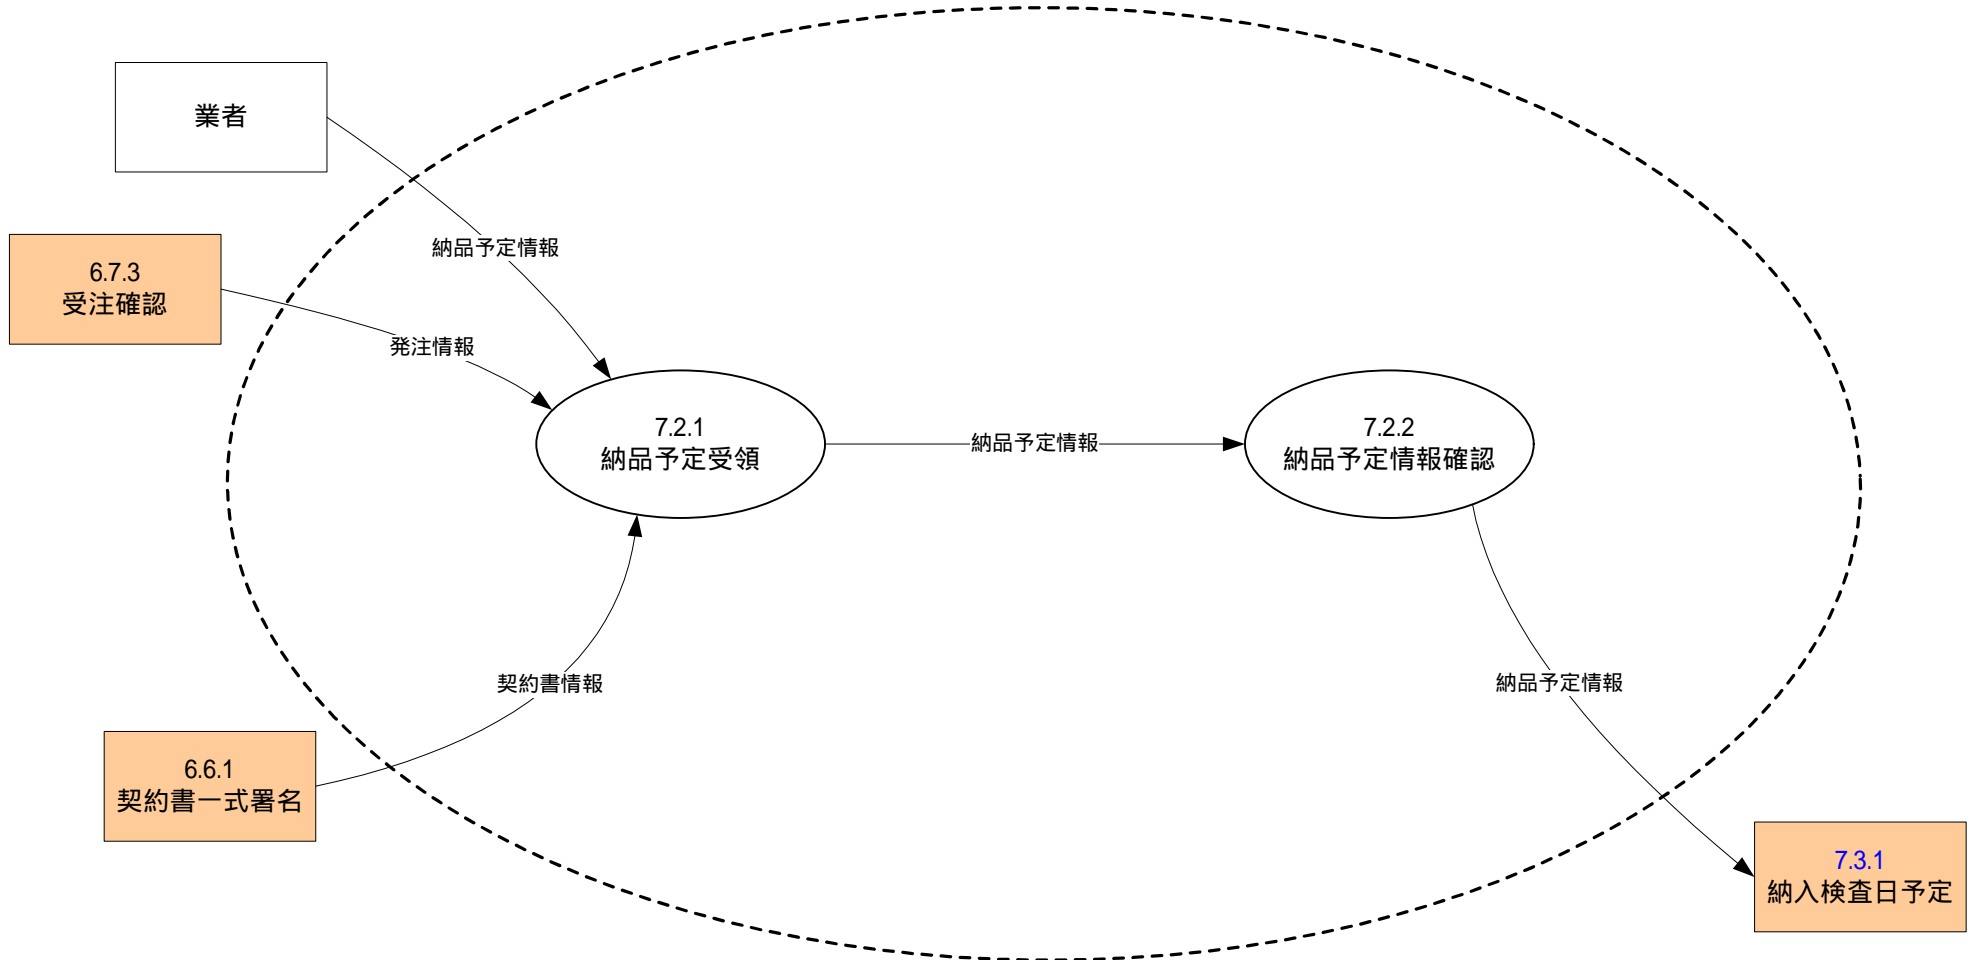 業者
納品予定情報
6.7.3
受注確認
発注情報
7.2.1
納品予定受領
納品予定情報
7.2.2
納品予定情報確認
契約書情報
納品予定情報
6.6.1
契約書一式署名
7.3.1
納入検査日予定